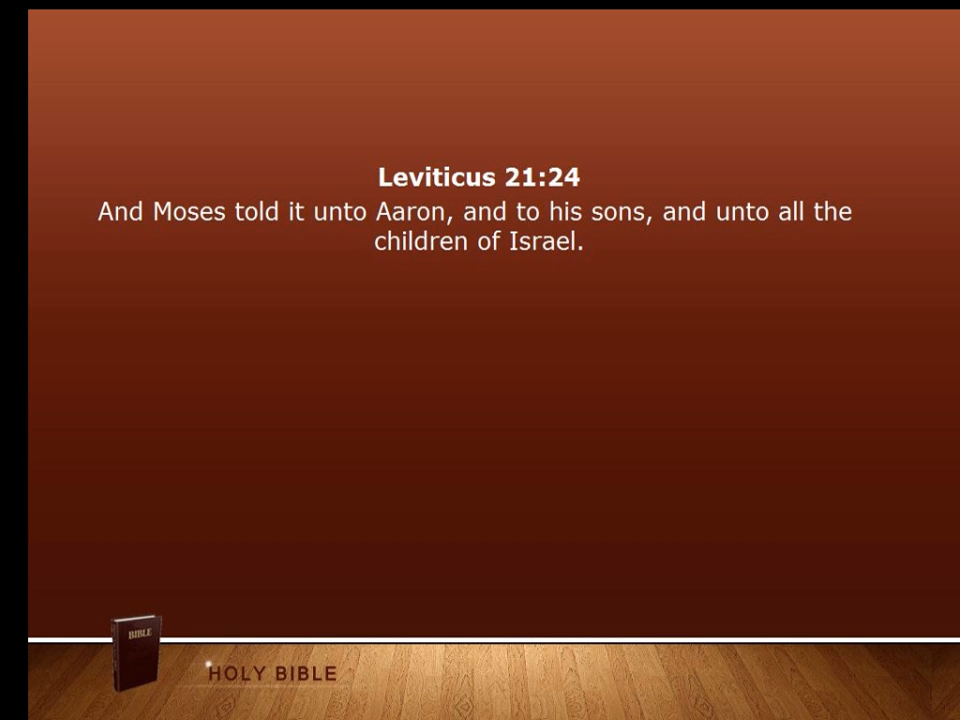 Leviticus 21:24
And Moses told it unto Aaron, and to his sons, and unto all the
children of Israel.
BIBLE
HOLY BIBLE